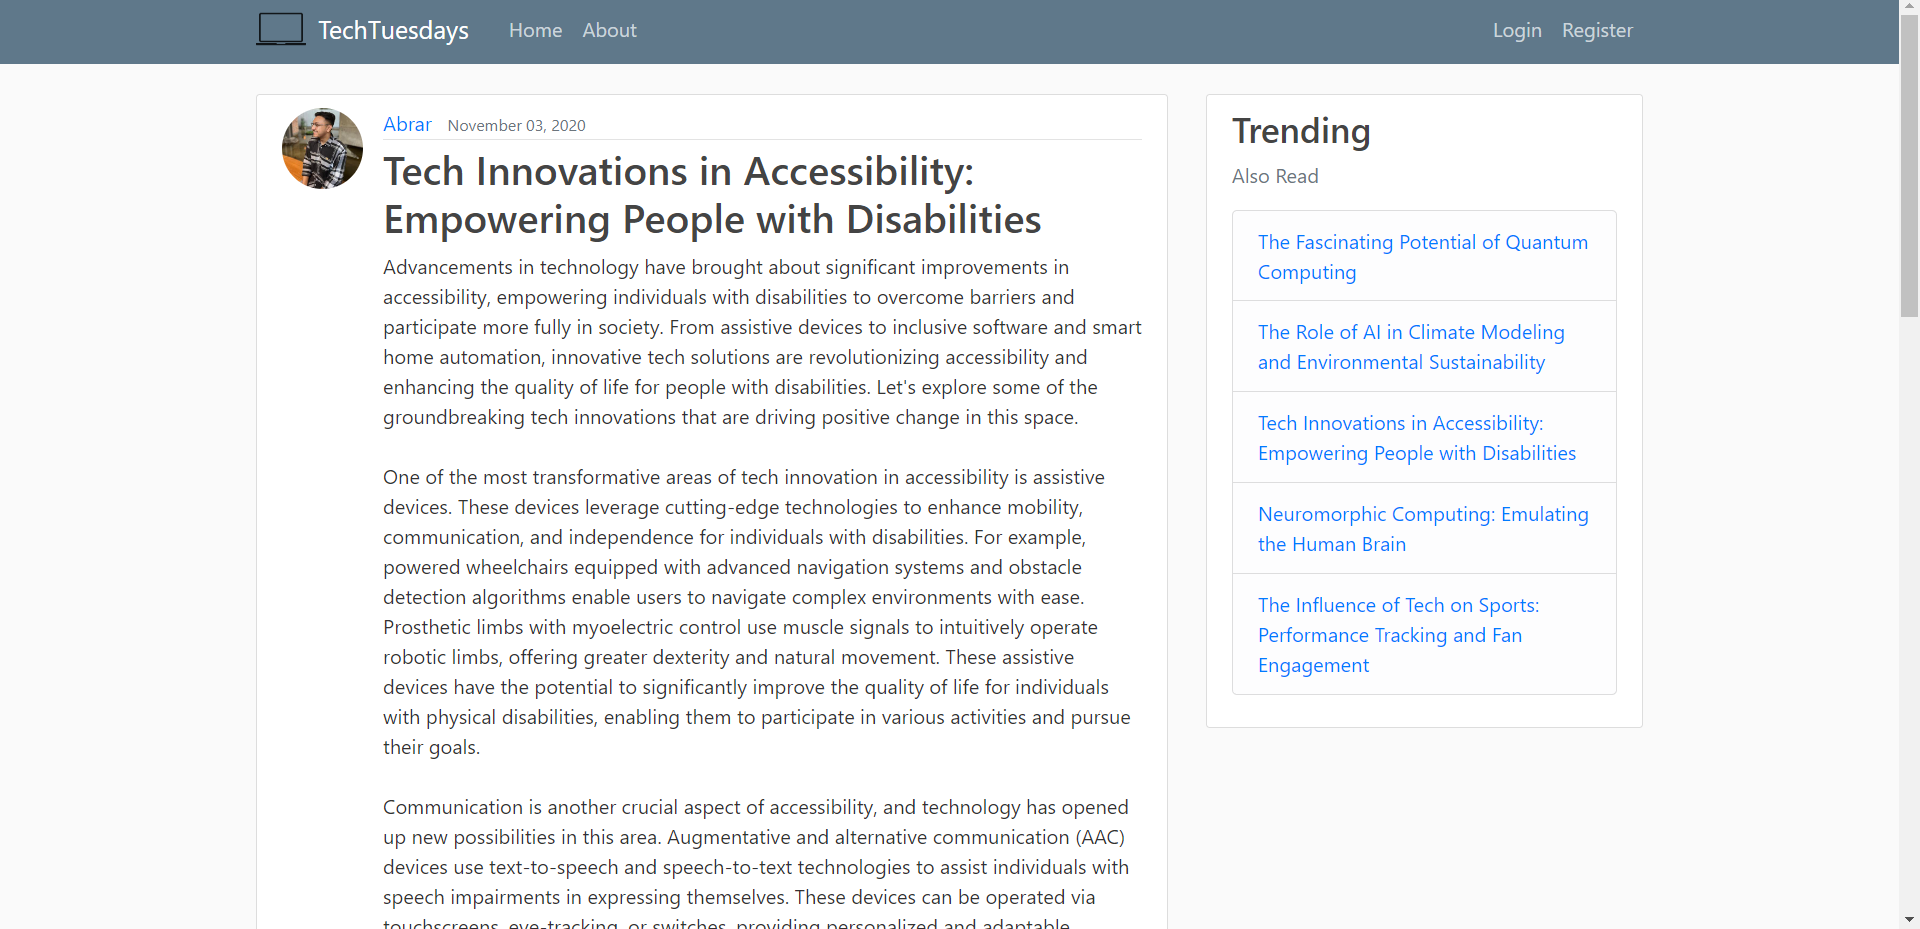 TechTuesdays Home About Login Register
Abrar November 03, 2020
Tech Innovations in Accessibility:
Empowering People with Disabilities
Advancements in technology have brought about significant improvements in
accessibility, empowering individuals with disabilities to overcome barriers and
participate more fully in society. From assistive devices to inclusive software and smart
home automation, innovative tech solutions are revolutionizing accessibility and
enhancing the quality of life for people with disabilities. Let's explore some of the
groundbreaking tech innovations that are driving positive change in this space.
One of the most transformative areas of tech innovation in accessibility is assistive
devices. These devices leverage cutting-edge technologies to enhance mobility,
communication, and independence for individuals with disabilities. For example,
powered wheelchairs equipped with advanced navigation systems and obstacle
detection algorithms enable users to navigate complex environments with ease.
Prosthetic limbs with myoelectric control use muscle signals to intuitively operate
robotic limbs, offering greater dexterity and natural movement. These assistive
devices have the potential to significantly improve the quality of life for individuals
with physical disabilities, enabling them to participate in various activities and pursue
their goals.
Communication is another crucial aspect of accessibility, and technology has opened
up new possibilities in this area. Augmentative and alternative communication (AAC)
devices use text-to-speech and speech-to-text technologies to assist individuals with
speech impairments in expressing themselves. These devices can be operated via
touchscreens, eye-tracking, or switches, providing personalized and adaptable
Trending
Also Read
The Fascinating Potential of Quantum
Computing
The Role of AI in Climate Modeling
and Environmental Sustainability
Tech Innovations in Accessibility:
Empowering People with Disabilities
Neuromorphic Computing: Emulating
the Human Brain
The Influence of Tech on Sports:
Performance Tracking and Fan
Engagement